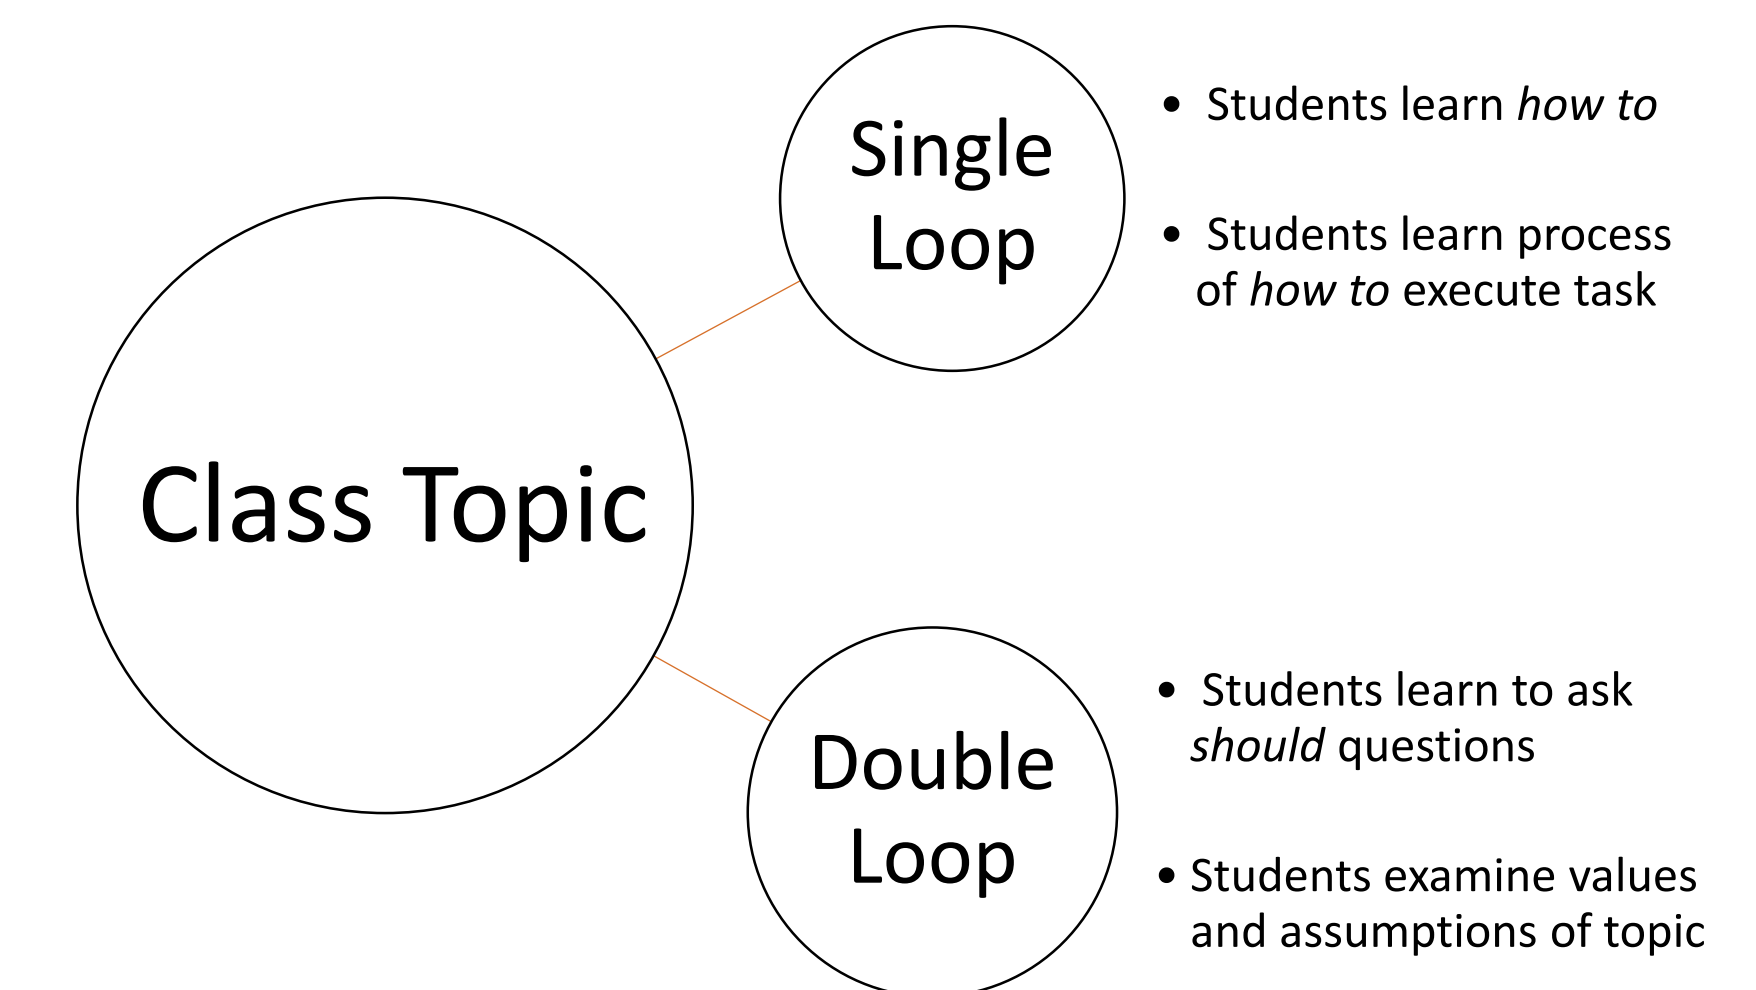 Class Topic
Single
Loop
• Students learn how to
• Students learn process
of how to execute task
Double
Loop
• Students learn to ask
should questions
• Students examine values
and assumptions of topic